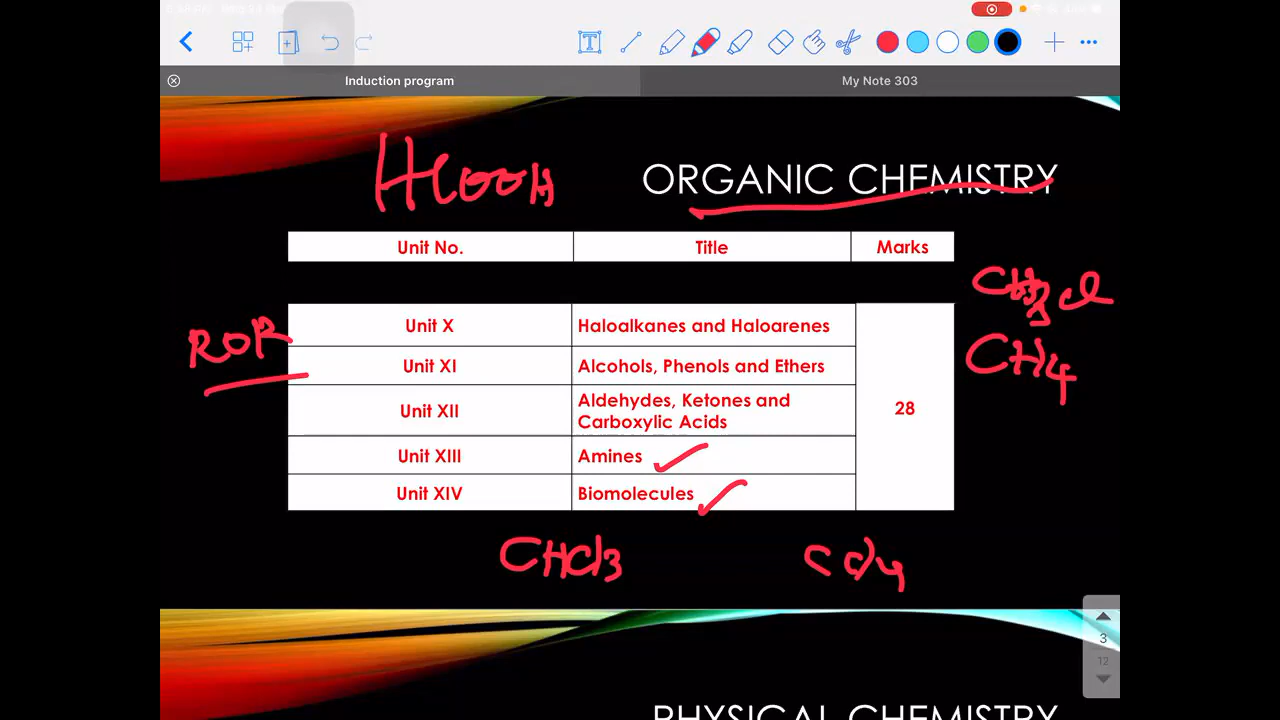 Induction program
My Note 303
HCOOH
ORGANIC CHEMISTRY
Unit No. Title Marks
CH3Cl
ROR
Unit X Haloalkanes and Haloarenes
CH4
Unit XI Alcohols, Phenols and Ethers
Unit XII Aldehydes, Ketones and
Carboxylic Acids
28
Unit XIII Amines
Unit XIV Biomolecules
CHCl3 CCl4
3
12
PHYSICAL CHEMISTRY